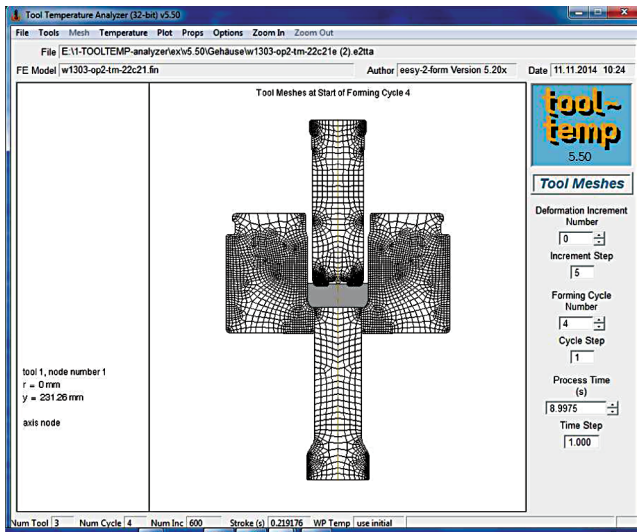 Tool Temperature Analyzer (32-bit) v5.50
File Tools Mesh Temperature Plot Props Options Zoom In Zoom Out
File E:\1-TOOLTEMP-analyzer\ex\v5.50\Gehäuse\w1303-op2-tm-22c21e (2).e2tta
FE Model w1303-op2-tm-22c21.fin Author eesy-2-form Version 5.20x Date 11.11.2014 10:24
Tool Meshes at Start of Forming Cycle 4
tool~
temp
5.50
Tool Meshes
Deformation Increment
Number
0
Increment Step
5
Forming Cycle
Number
4
Cycle Step
1
Process Time
(s)
8.9975
Time Step
1.000
tool 1, node number 1
r = 0 mm
y = 231.26 mm
axis node
Num Tool 3 Num Cycle 4 Num Inc 600 Stroke (s) 0.219176 WP Temp use initial